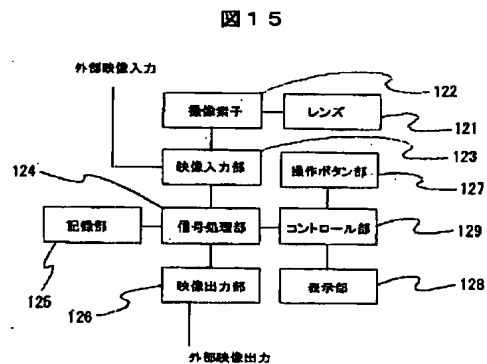 図15
外部映像入力
撮像素子
レンズ
122
121
映像入力部
123
操作ボタン部
127
124
記録部
信号処理部
コントロール部
129
125
映像出力部
126
表示部
128
外部映像出力